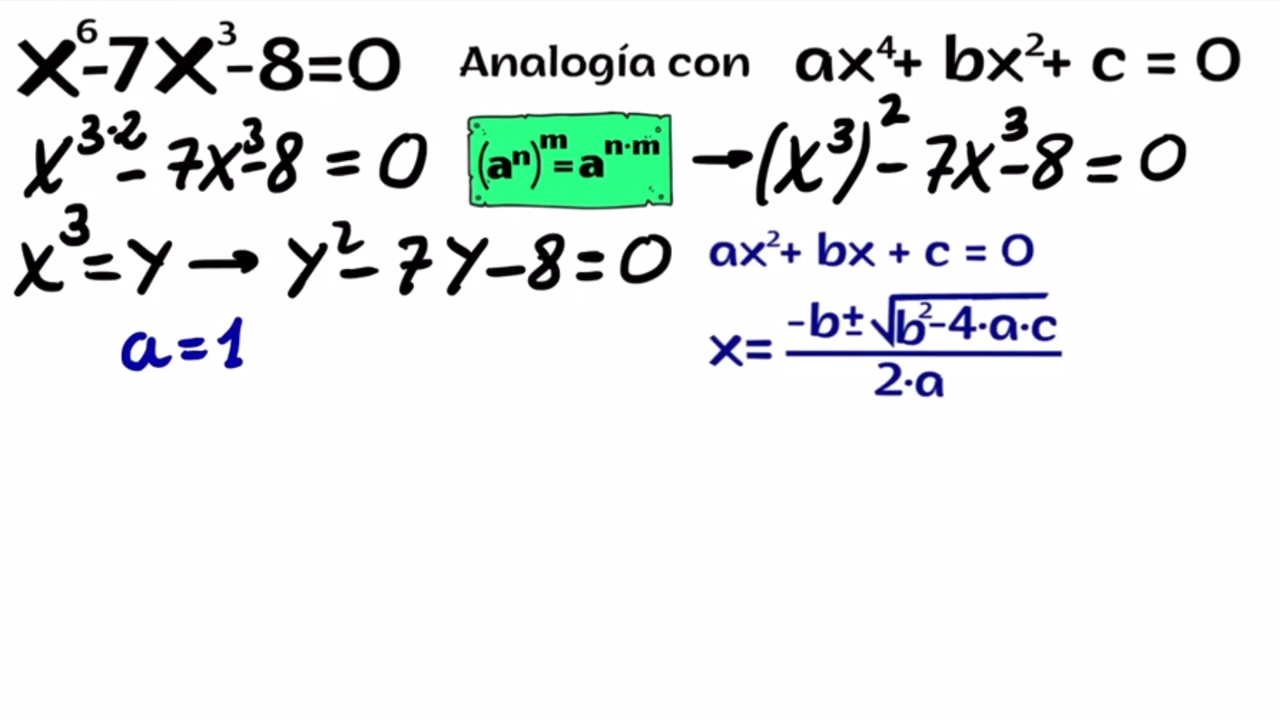 x⁶-7x³-8=0 Analogía con ax⁴+ bx²+ c = 0
x³·² - 7x³-8 = 0 (aⁿ)ᵐ=aⁿ·ᵐ → (x³)² - 7x³-8 = 0
x³=y → y²-7y-8=0 ax²+ bx + c = 0
a=1 x= -b±√b²-4·a·c / 2·a